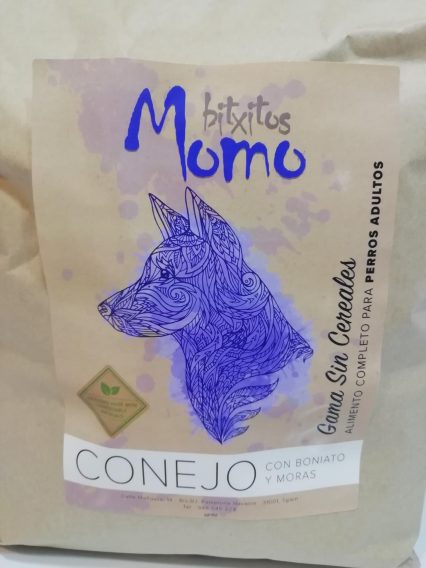 bitxitos
Momo
Gama Sin Cereales
ALIMENTO COMPLETO PARA PERROS ADULTOS
CONEJO
CON BONIATO
Y MORAS